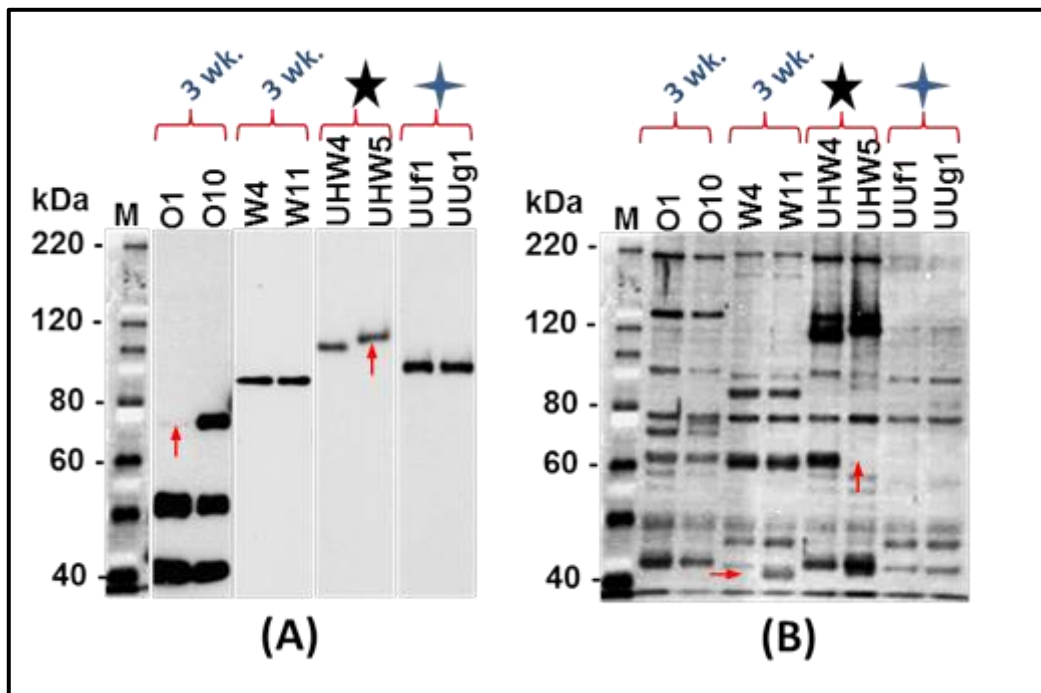 3 wk. 3 wk. 3 wk. 3 wk.
kDa M O1 O10 W4 W11 UHW4 UHW5 UUf1 UUg1
220 -
120 -
80 -
60 -
40 -
(A)
kDa M O1 O10 W4 W11 UHW4 UHW5 UUf1 UUg1
220 -
120 -
80 -
60 -
40 -
(B)